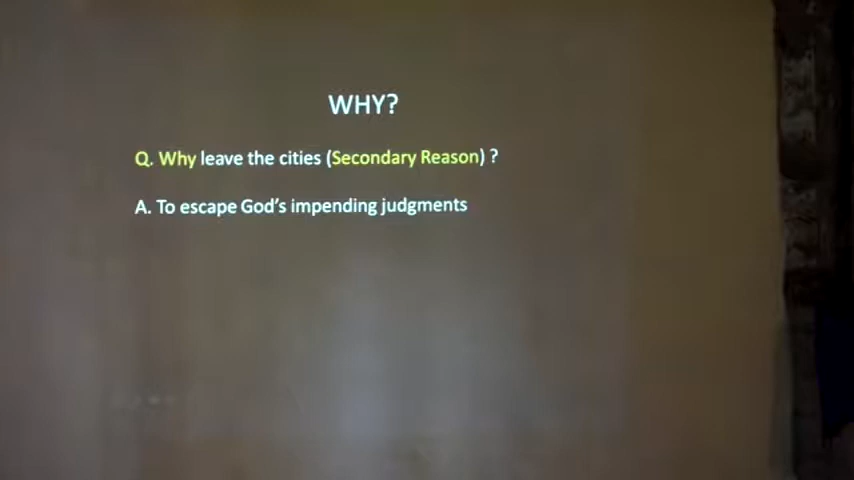 WHY?
Q. Why leave the cities (Secondary Reason) ?
A. To escape God's impending judgments